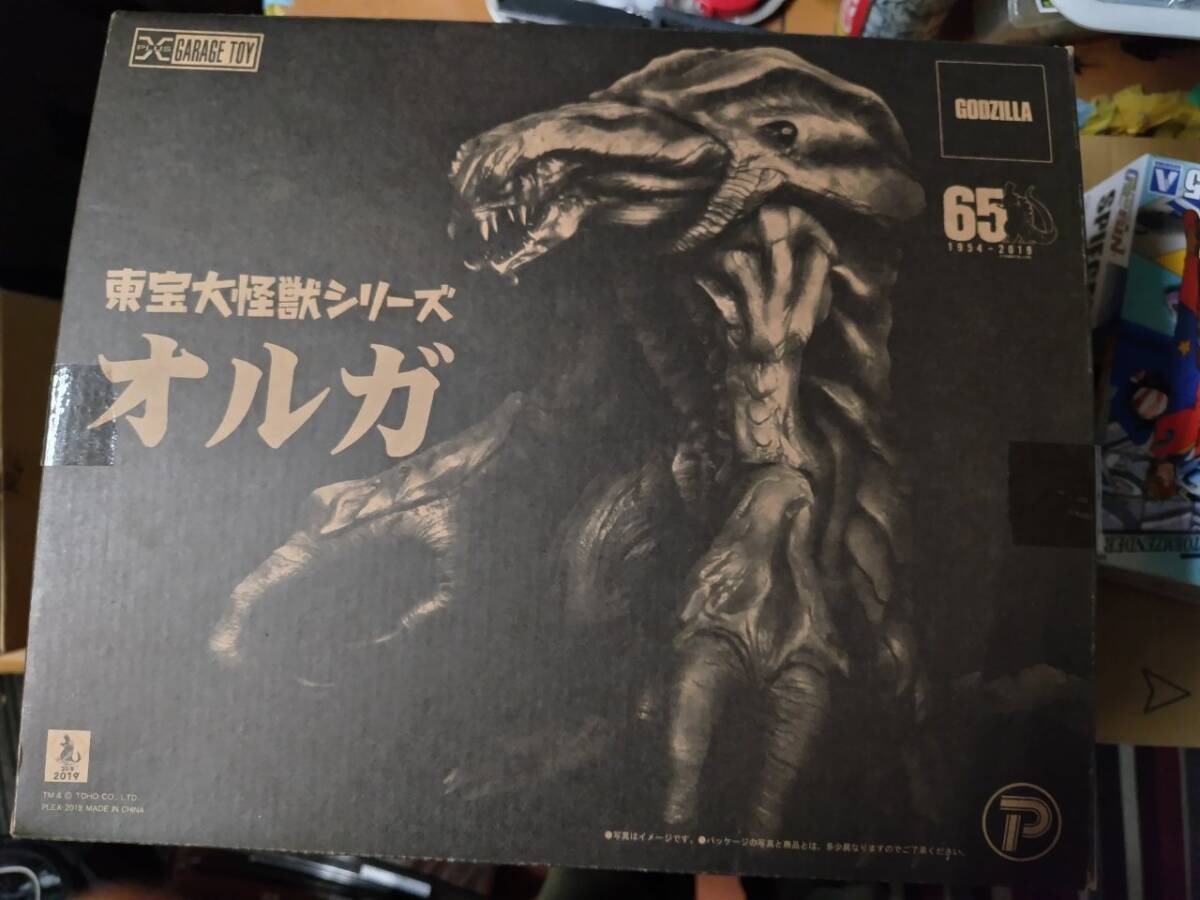 X PLUS GARAGE TOY
GODZILLA
65
1954-2019
東宝大怪獣シリーズ
オルガ
2019
TM & © TOHO CO., LTD.
PLEX 2019 MADE IN CHINA
●写真はイメージです。●パッケージの写真と商品とは、多少異なりますのでご了承ください。
P
V